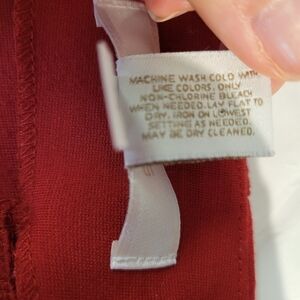 MACHINE WASH COLD WITH
LIKE COLORS. ONLY
NON-CHLORINE BLEACH
WHEN NEEDED. LAY FLAT TO
DRY. IRON ON LOWEST
SETTING AS NEEDED.
MAY BE DRY CLEANED.